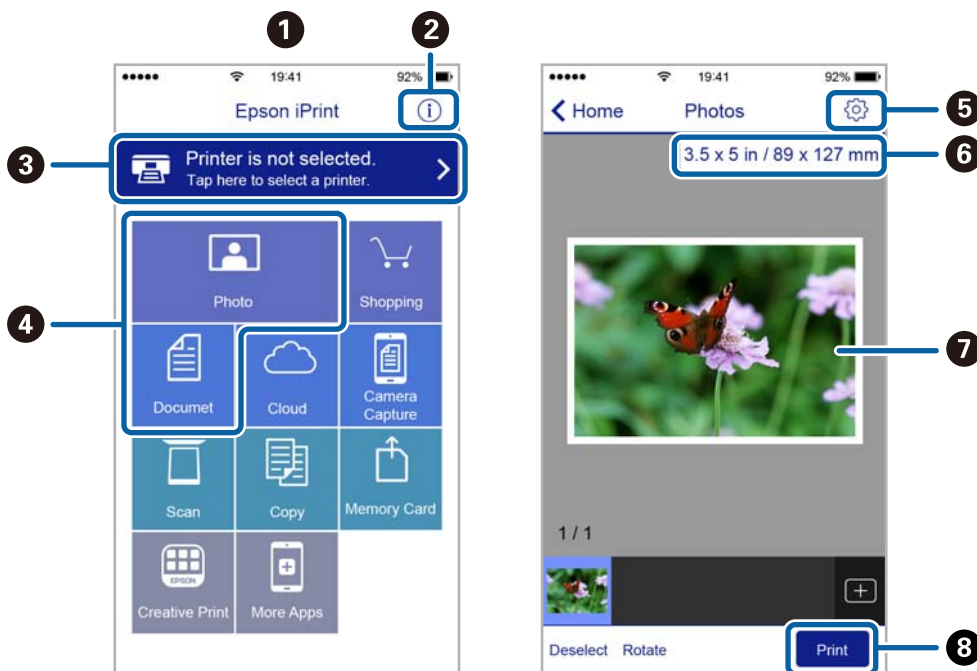 1
2
19:41
92%
Epson iPrint
3
Printer is not selected.
Tap here to select a printer.
4
Photo
Shopping
Documet
Cloud
Camera
Capture
Scan
Copy
Memory Card
EPSON
Creative Print
More Apps
19:41
92%
Home
Photos
5
3.5 x 5 in / 89 x 127 mm
6
7
1 / 1
Deselect
Rotate
Print
8